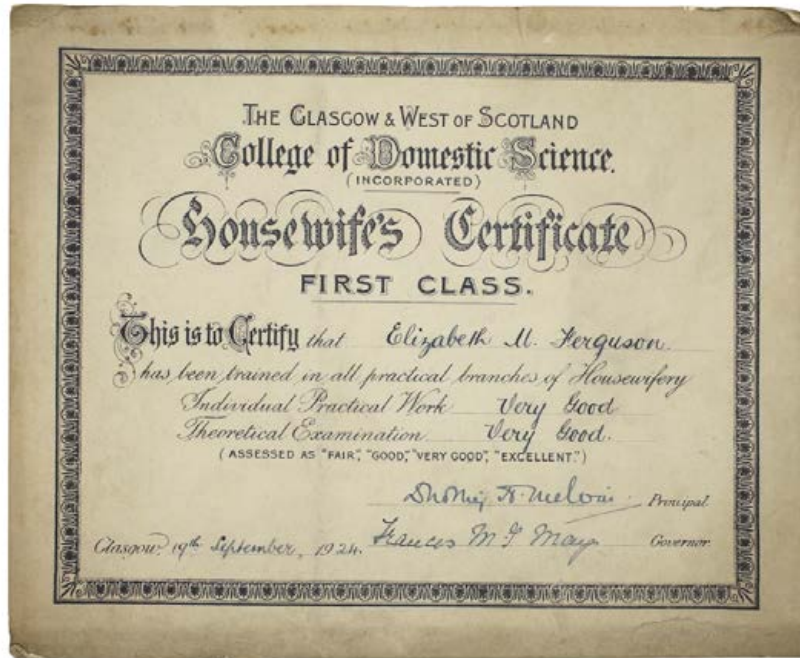 THE GLASGOW & WEST OF SCOTLAND
College of Domestic Science.
(INCORPORATED)
Housewife's Certificate
FIRST CLASS.
This is to Certify that Elizabeth M. Ferguson.
has been trained in all practical branches of Housewifery
Individual Practical Work Very Good
Theoretical Examination Very Good.
(ASSESSED AS "FAIR", "GOOD", "VERY GOOD", "EXCELLENT.")
Melvin Principal
Glasgow, 19th September, 1924. Frances M May Governor.